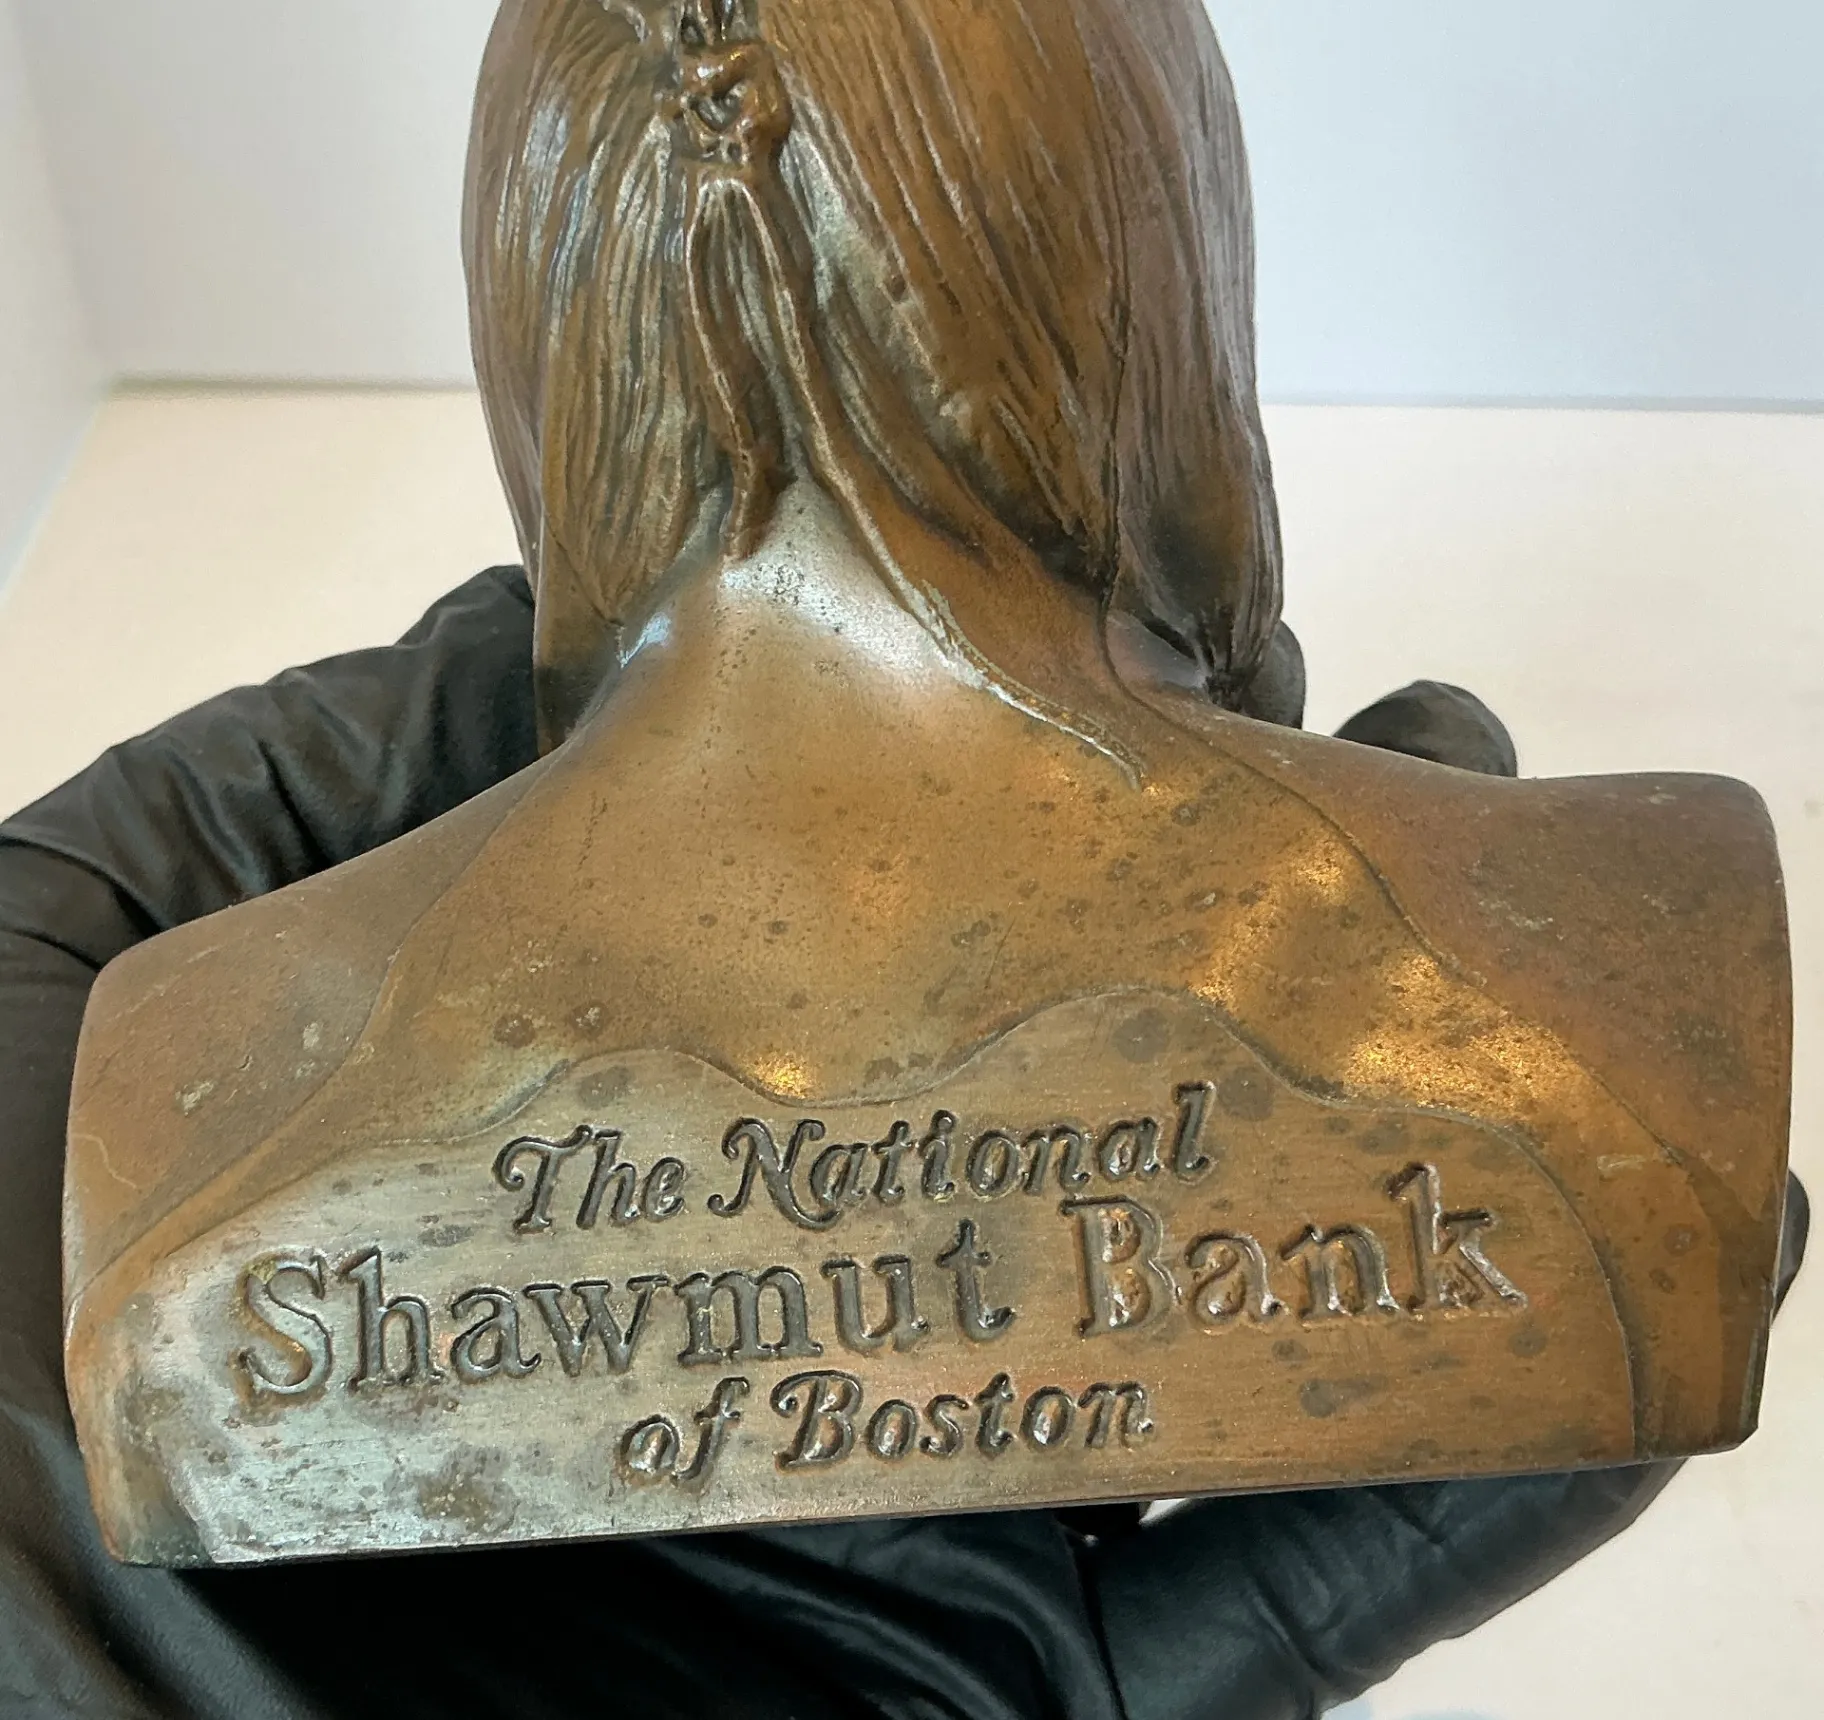 The National
Shawmut Bank
of Boston